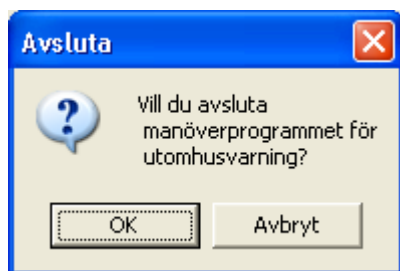 Avsluta
Vill du avsluta
manöverprogrammet för
utomhusvarning?
OK
Avbryt